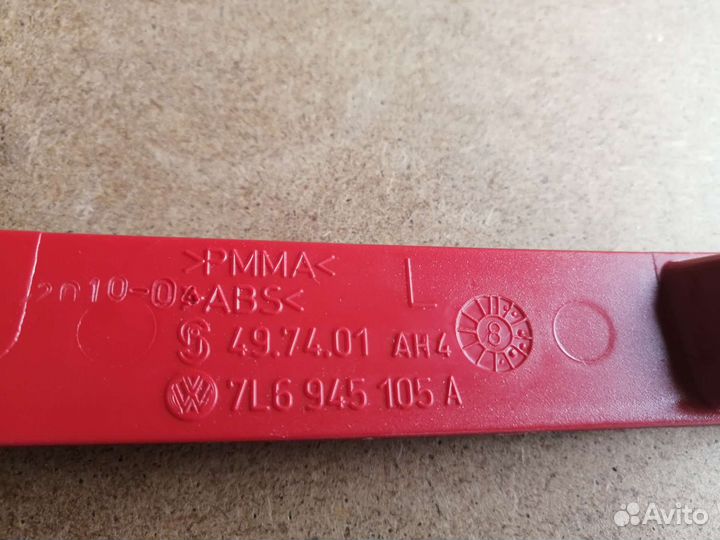 >PMMA<
2010-04
>ABS<
L
49.74.01 AH4
8
7L6 945 105 A
Avito